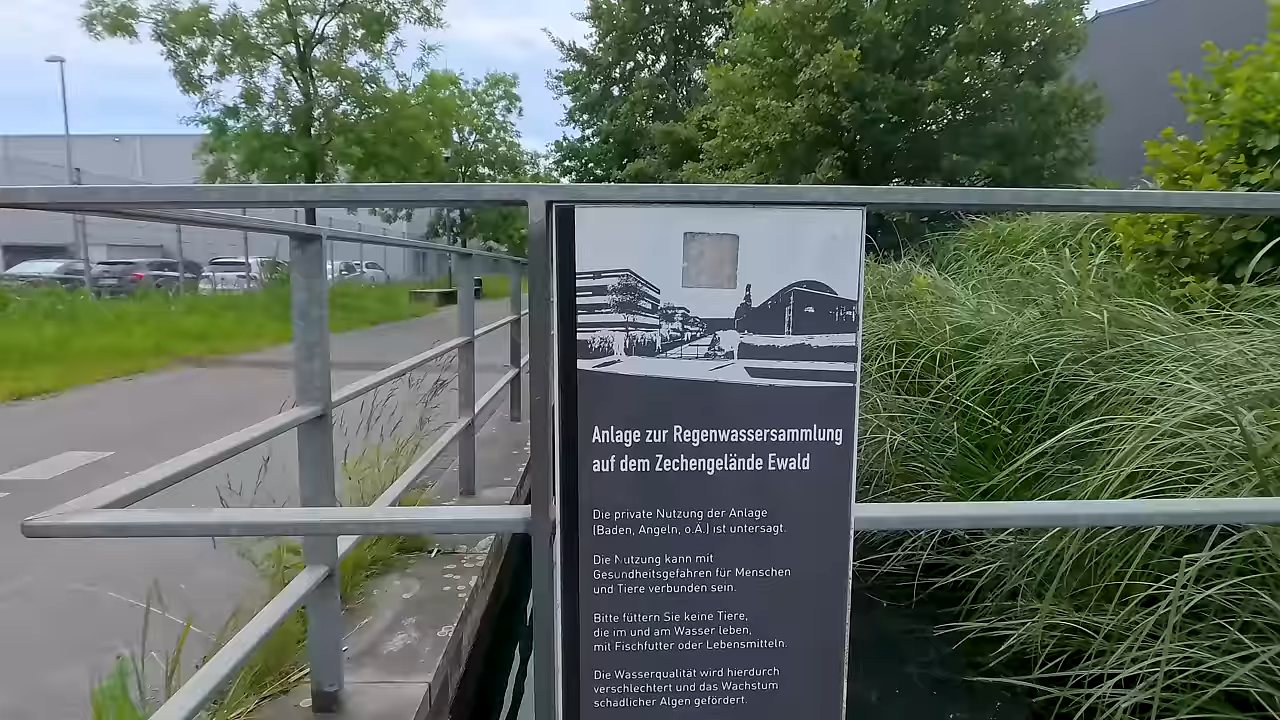 Anlage zur Regenwassersammlung
auf dem Zechengelände Ewald
Die private Nutzung der Anlage
(Baden, Angeln, o.Ä.) ist untersagt.
Die Nutzung kann mit
Gesundheitsgefahren für Menschen
und Tiere verbunden sein.
Bitte füttern Sie keine Tiere,
die im und am Wasser leben,
mit Fischfutter oder Lebensmitteln.
Die Wasserqualität wird hierdurch
verschlechtert und das Wachstum
schädlicher Algen gefördert.